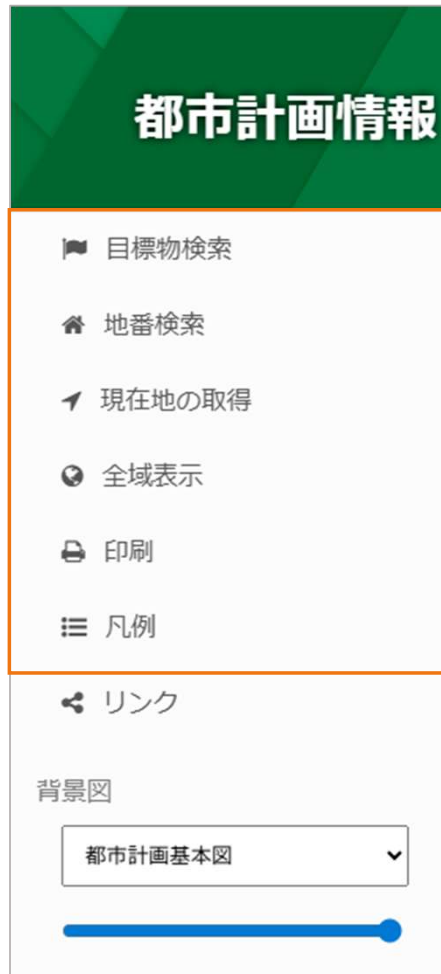 都市計画情報
目標物検索
地番検索
現在地の取得
全域表示
印刷
凡例
リンク
背景図
都市計画基本図